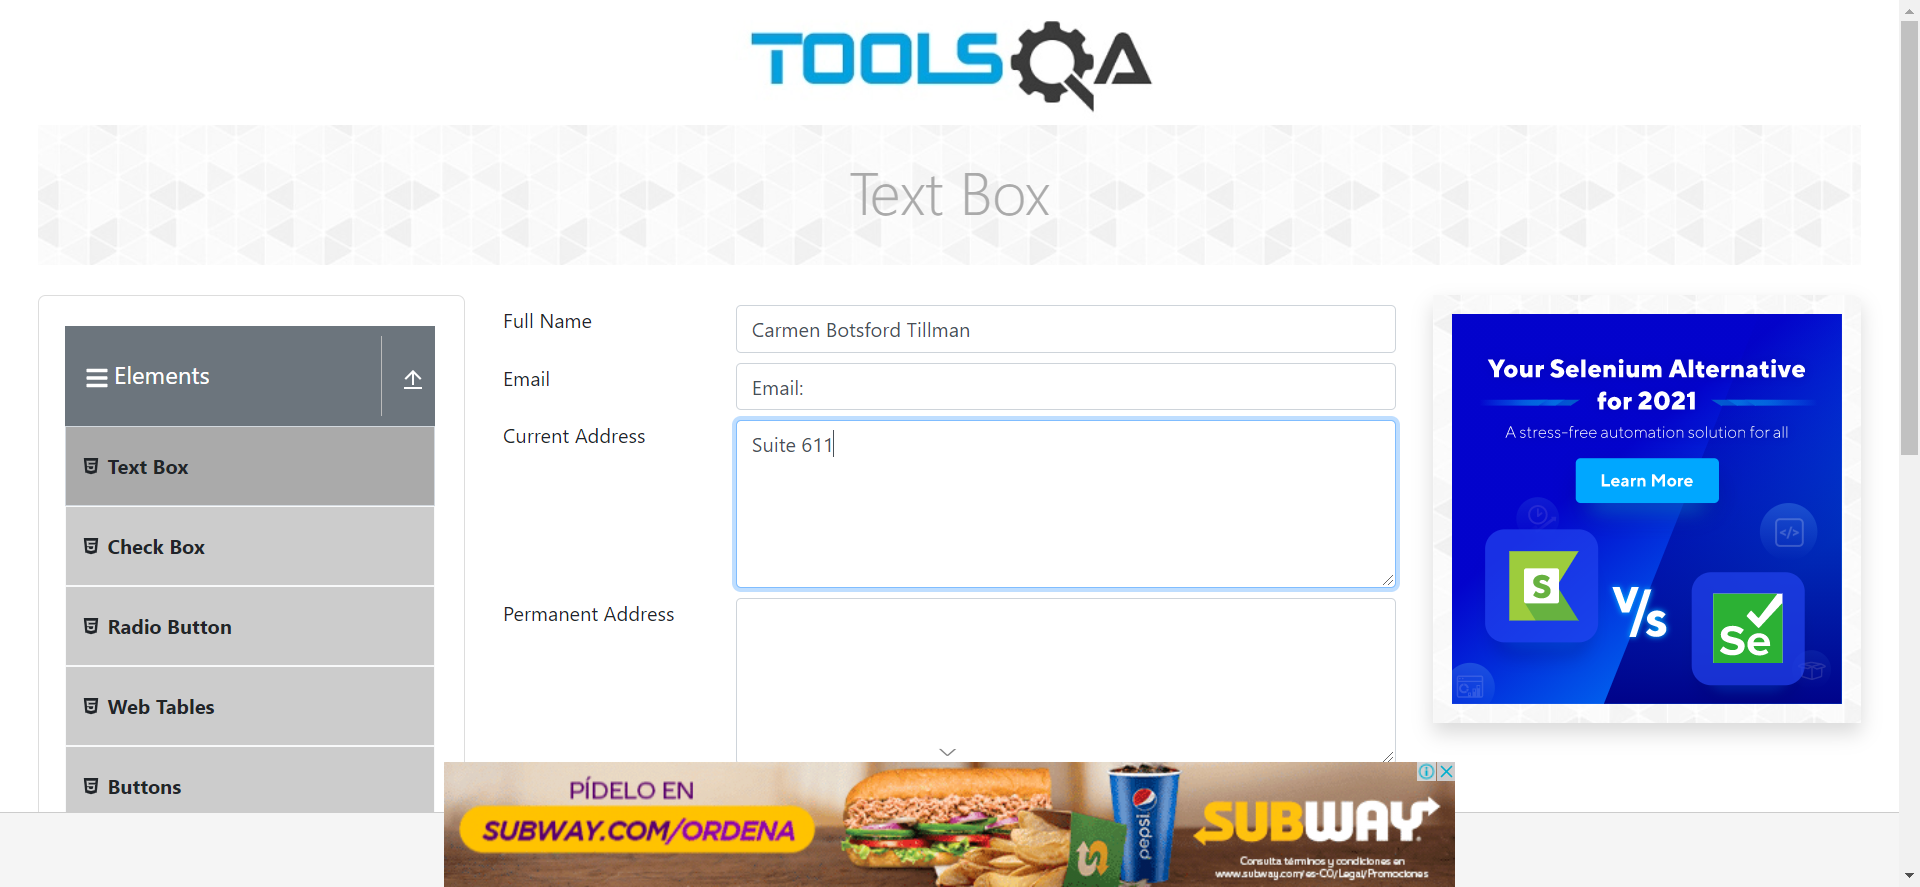 TOOLSQA
Text Box
Elements
Text Box
Check Box
Radio Button
Web Tables
Buttons
Full Name
Carmen Botsford Tillman
Email
Email:
Current Address
Suite 611
Permanent Address
Your Selenium Alternative
for 2021
A stress-free automation solution for all
Learn More
S
V/s
Se
PÍDELO EN
SUBWAY.COM/ORDENA
pepsi
SUBWAY
Consulta términos y condiciones en
www.subway.com/es-CO/Legal/Promociones